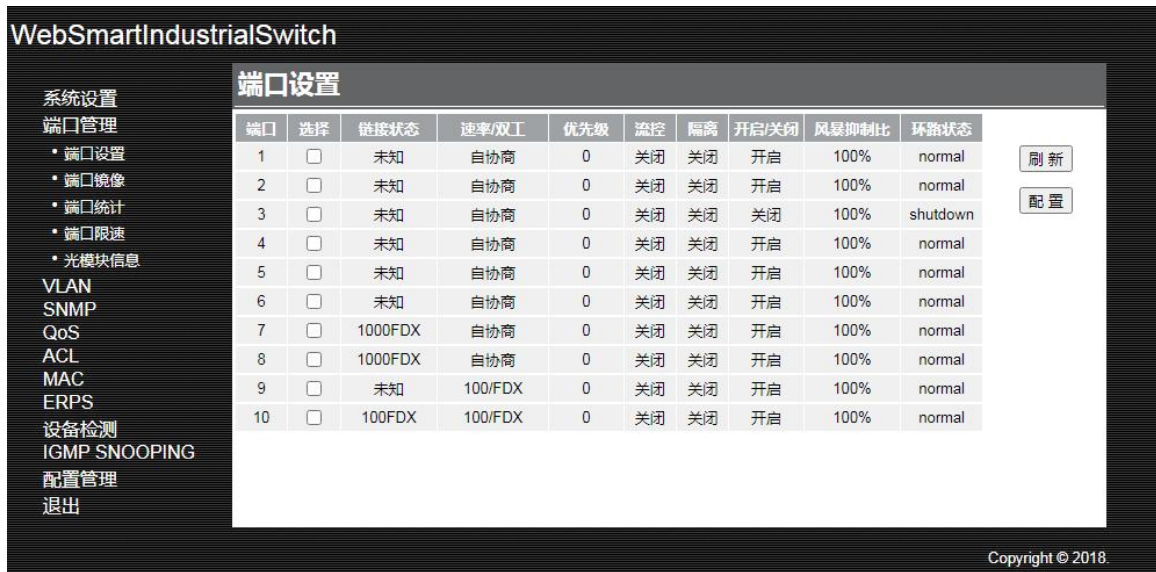 WebSmartIndustrialSwitch
系统设置
端口管理
• 端口设置
• 端口镜像
• 端口统计
• 端口限速
• 光模块信息
VLAN
SNMP
QoS
ACL
MAC
ERPS
设备检测
IGMP SNOOPING
配置管理
退出
端口设置
端口 选择 链接状态 速率/双工 优先级 流控 隔离 开启/关闭 风暴抑制比 环路状态
1 未知 自协商 0 关闭 关闭 开启 100% normal
2 未知 自协商 0 关闭 关闭 开启 100% normal
3 未知 自协商 0 关闭 关闭 关闭 100% shutdown
4 未知 自协商 0 关闭 关闭 开启 100% normal
5 未知 自协商 0 关闭 关闭 开启 100% normal
6 未知 自协商 0 关闭 关闭 开启 100% normal
7 1000FDX 自协商 0 关闭 关闭 开启 100% normal
8 1000FDX 自协商 0 关闭 关闭 开启 100% normal
9 未知 100/FDX 0 关闭 关闭 开启 100% normal
10 100FDX 100/FDX 0 关闭 关闭 开启 100% normal
刷 新
配 置
Copyright © 2018.